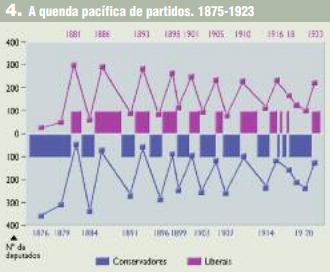 4. A quenda pacífica de partidos. 1875-1923
1881 1886 1893 1898 1901 1905 1910 1916 18 1923
400
300
200
100
0
100
200
300
400
1876 1879 1884 1891 1896 1899 1903 1907 1914 19 20
Nº de
deputados
Conservadores
Liberais